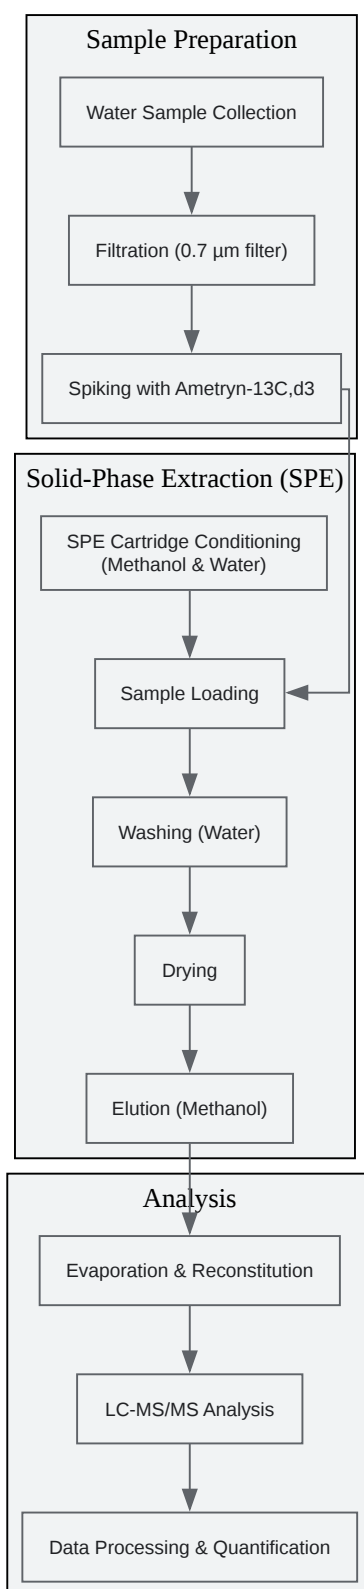 Sample Preparation
Water Sample Collection
Filtration (0.7 µm filter)
Spiking with Ametryn-13C,d3
Solid-Phase Extraction (SPE)
SPE Cartridge Conditioning
(Methanol & Water)
Sample Loading
Washing (Water)
Drying
Elution (Methanol)
Analysis
Evaporation & Reconstitution
LC-MS/MS Analysis
Data Processing & Quantification